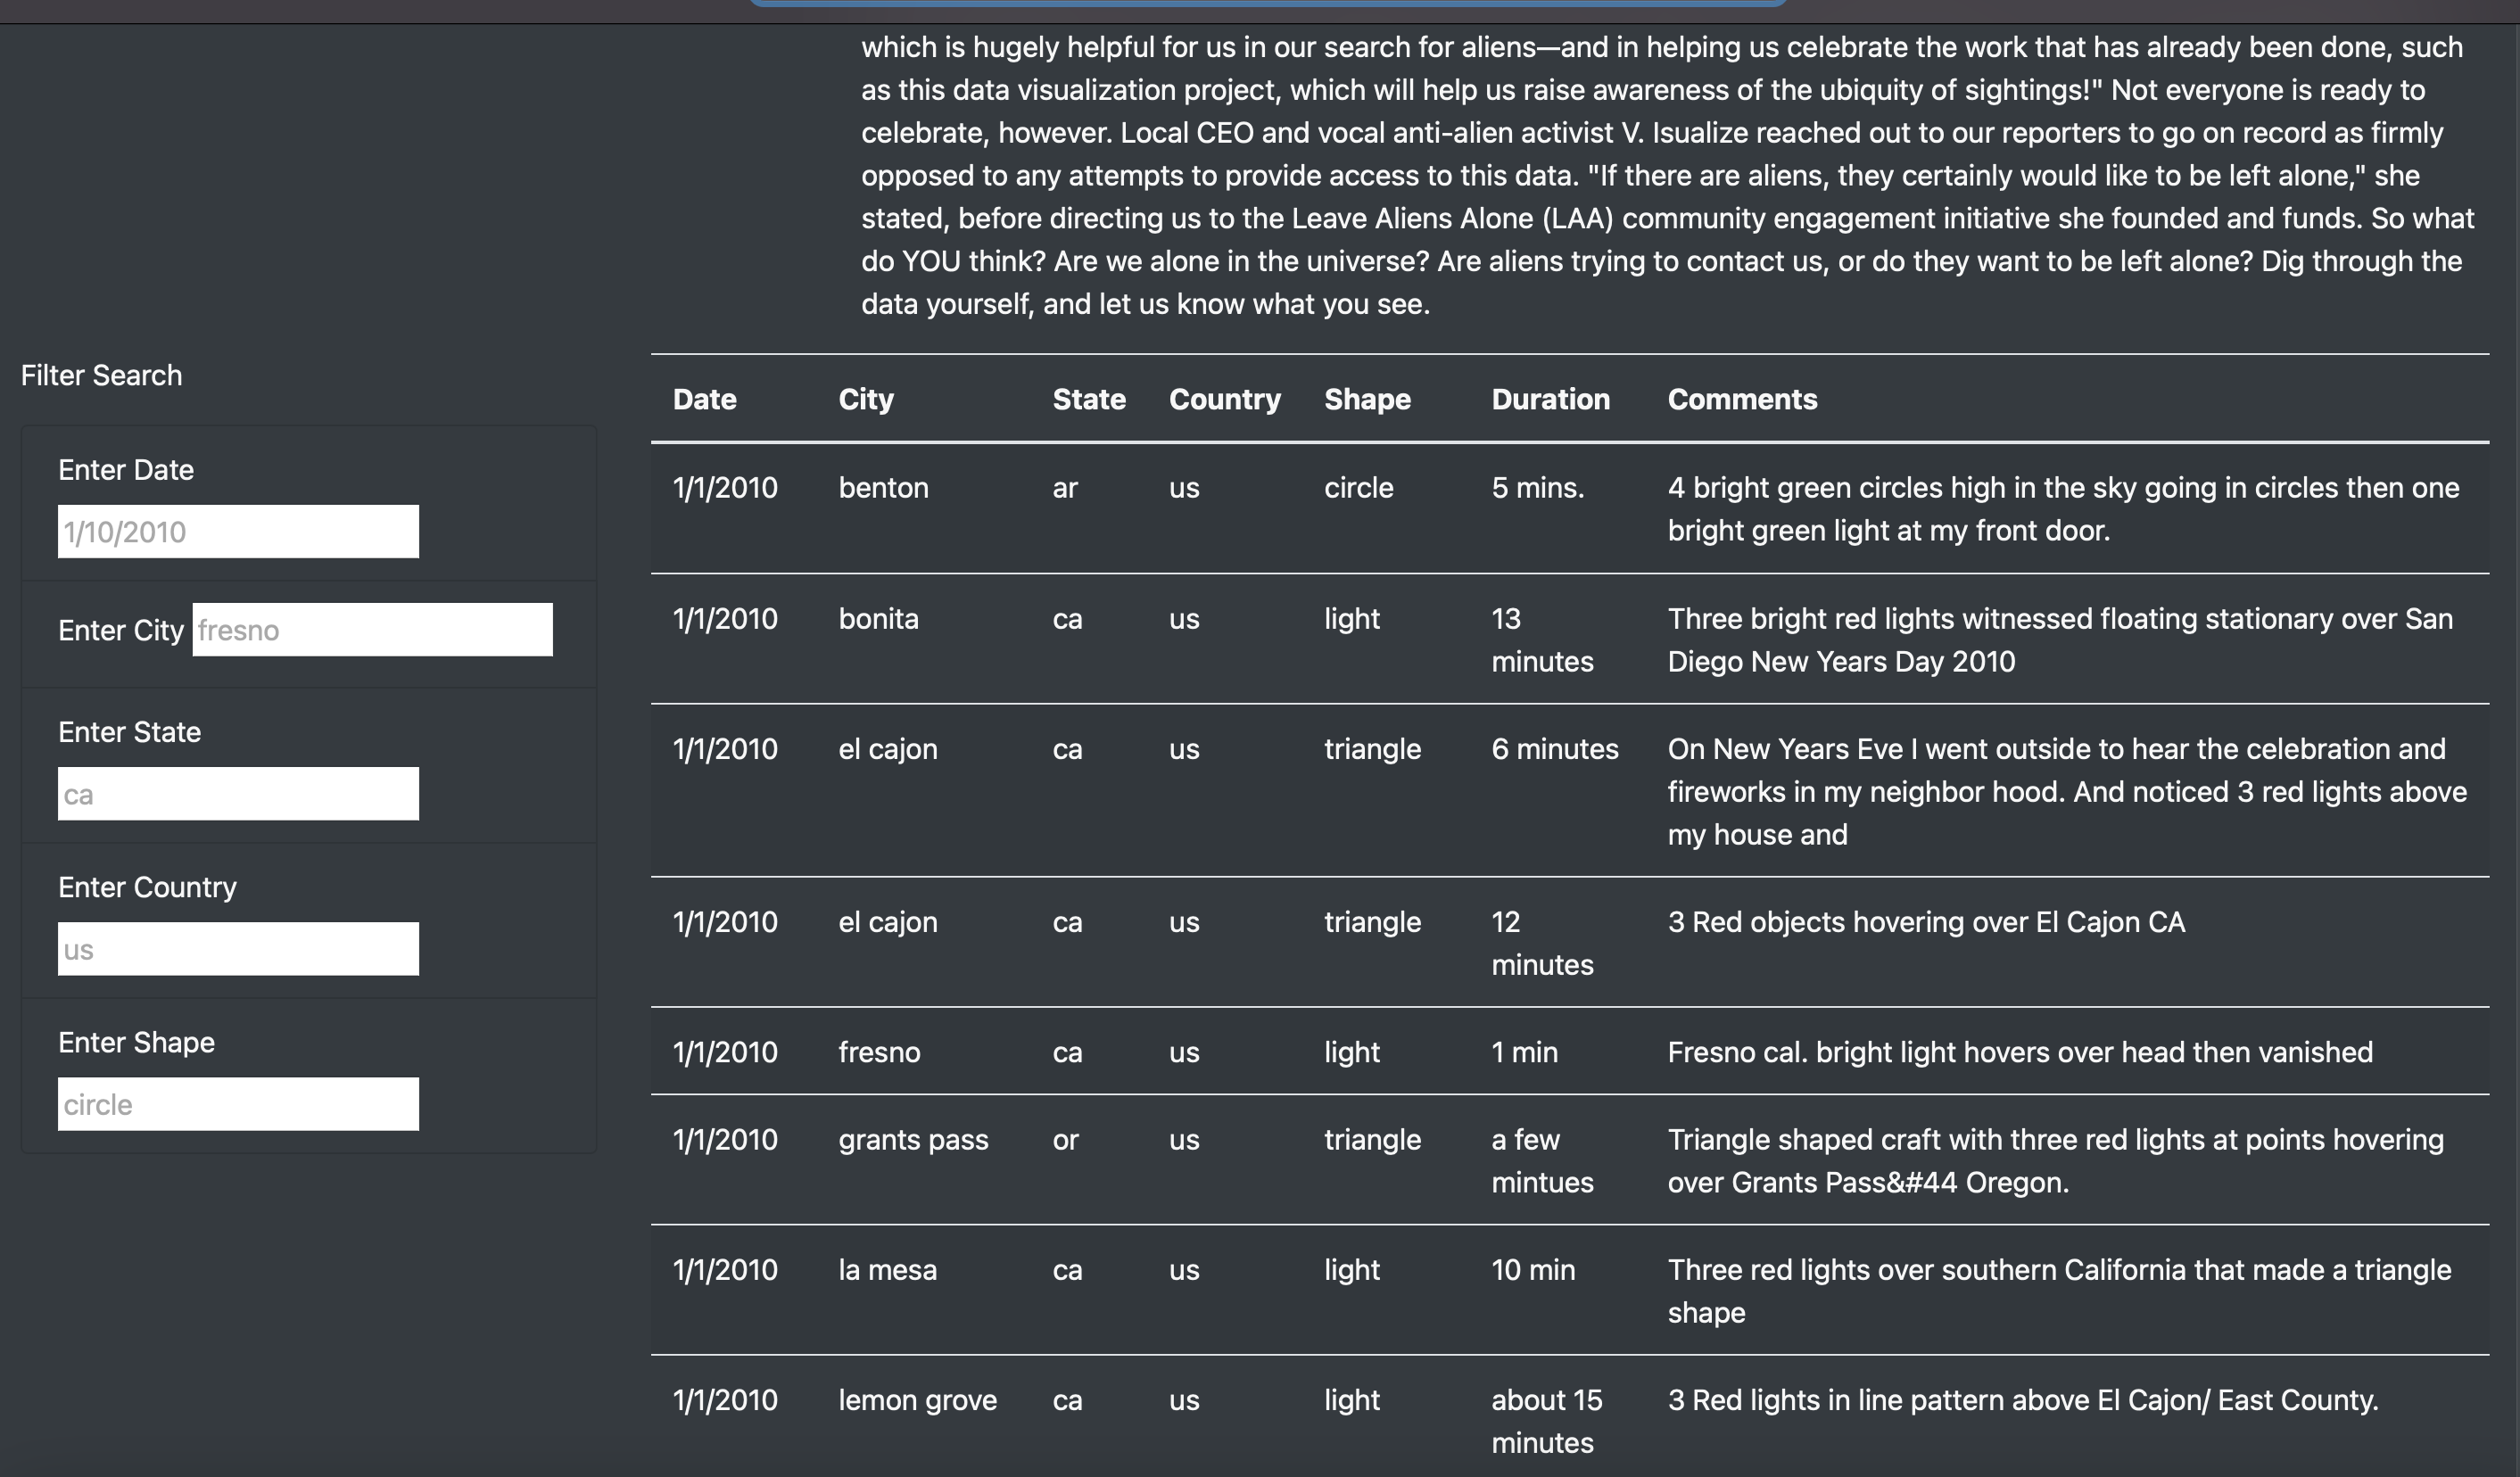 which is hugely helpful for us in our search for aliens—and in helping us celebrate the work that has already been done, such
as this data visualization project, which will help us raise awareness of the ubiquity of sightings!" Not everyone is ready to
celebrate, however. Local CEO and vocal anti-alien activist V. Isualize reached out to our reporters to go on record as firmly
opposed to any attempts to provide access to this data. "If there are aliens, they certainly would like to be left alone," she
stated, before directing us to the Leave Aliens Alone (LAA) community engagement initiative she founded and funds. So what
do YOU think? Are we alone in the universe? Are aliens trying to contact us, or do they want to be left alone? Dig through the
data yourself, and let us know what you see.
Filter Search
Enter Date
1/10/2010
Enter City fresno
Enter State
ca
Enter Country
us
Enter Shape
circle
Date City State Country Shape Duration Comments
1/1/2010 benton ar us circle 5 mins. 4 bright green circles high in the sky going in circles then one
bright green light at my front door.
1/1/2010 bonita ca us light 13 Three bright red lights witnessed floating stationary over San
minutes Diego New Years Day 2010
1/1/2010 el cajon ca us triangle 6 minutes On New Years Eve I went outside to hear the celebration and
fireworks in my neighbor hood. And noticed 3 red lights above
my house and
1/1/2010 el cajon ca us triangle 12 3 Red objects hovering over El Cajon CA
minutes
1/1/2010 fresno ca us light 1 min Fresno cal. bright light hovers over head then vanished
1/1/2010 grants pass or us triangle a few Triangle shaped craft with three red lights at points hovering
mintues over Grants Pass&#44 Oregon.
1/1/2010 la mesa ca us light 10 min Three red lights over southern California that made a triangle
shape
1/1/2010 lemon grove ca us light about 15 3 Red lights in line pattern above El Cajon/ East County.
minutes